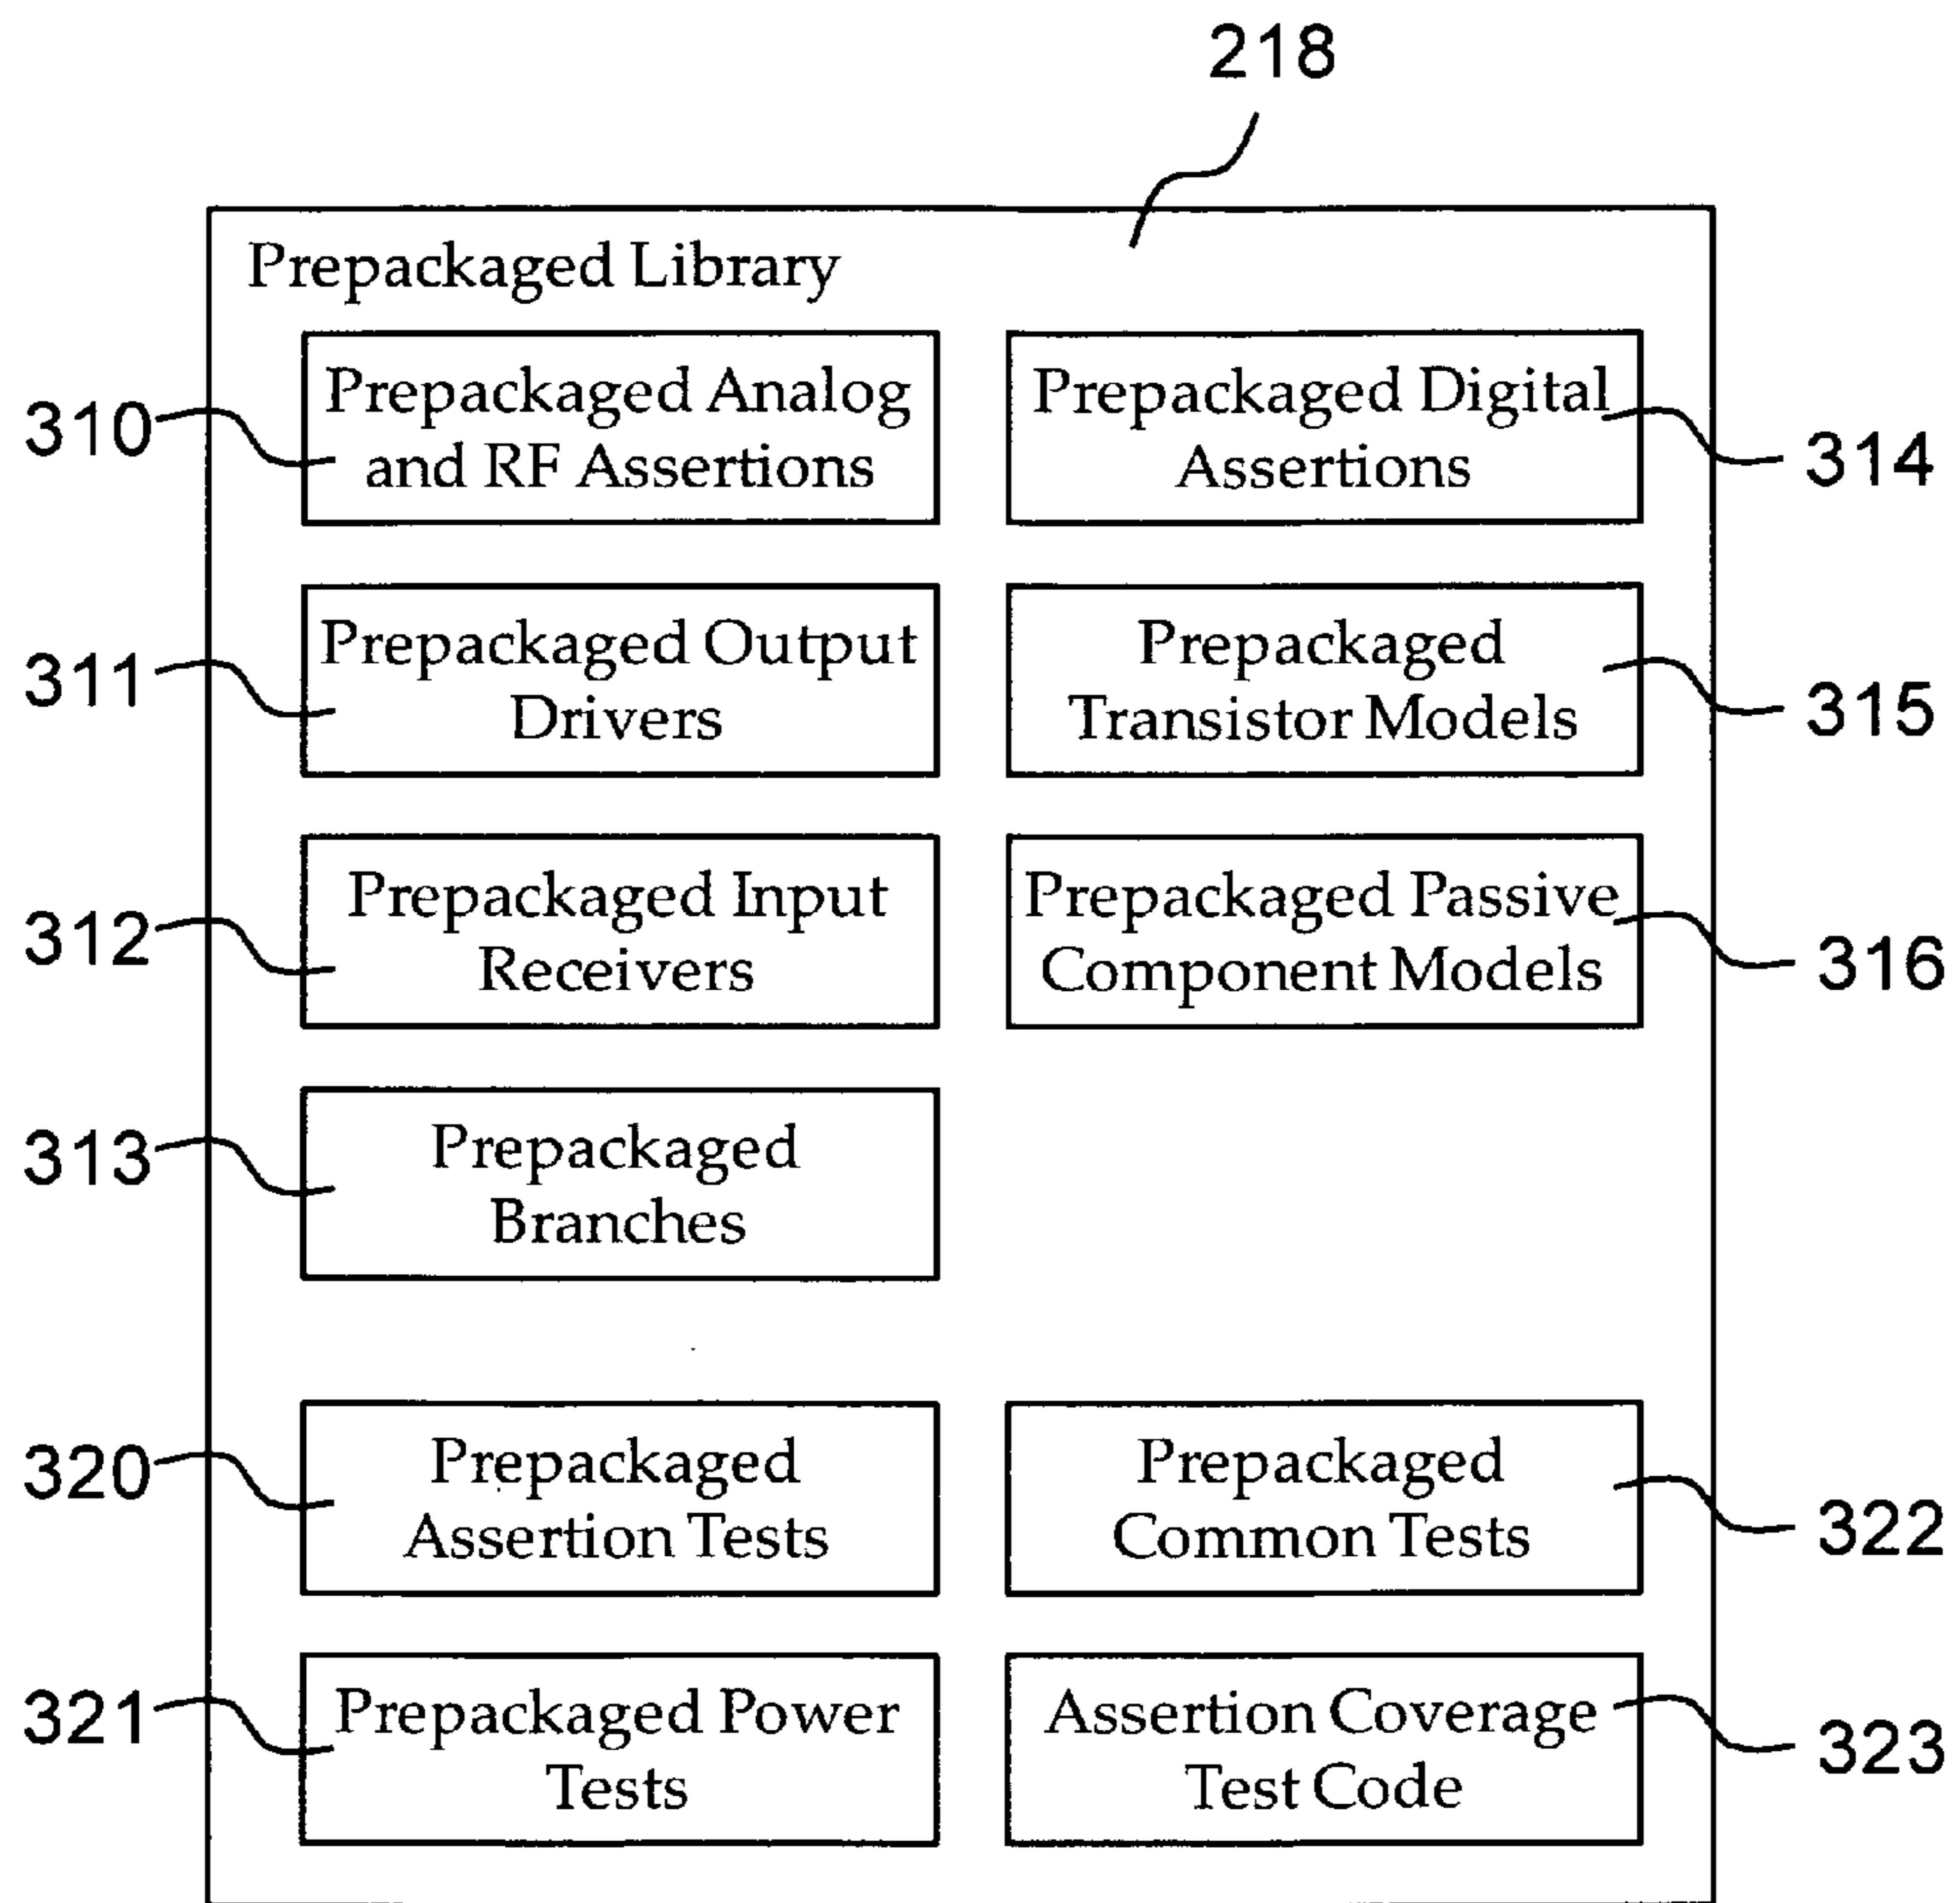 218
Prepackaged Library
310
Prepackaged Analog
and RF Assertions
Prepackaged Digital
Assertions
314
311
Prepackaged Output
Drivers
Prepackaged
Transistor Models
315
312
Prepackaged Input
Receivers
Prepackaged Passive
Component Models
316
313
Prepackaged
Branches
320
Prepackaged
Assertion Tests
Prepackaged
Common Tests
322
321
Prepackaged Power
Tests
Assertion Coverage
Test Code
323